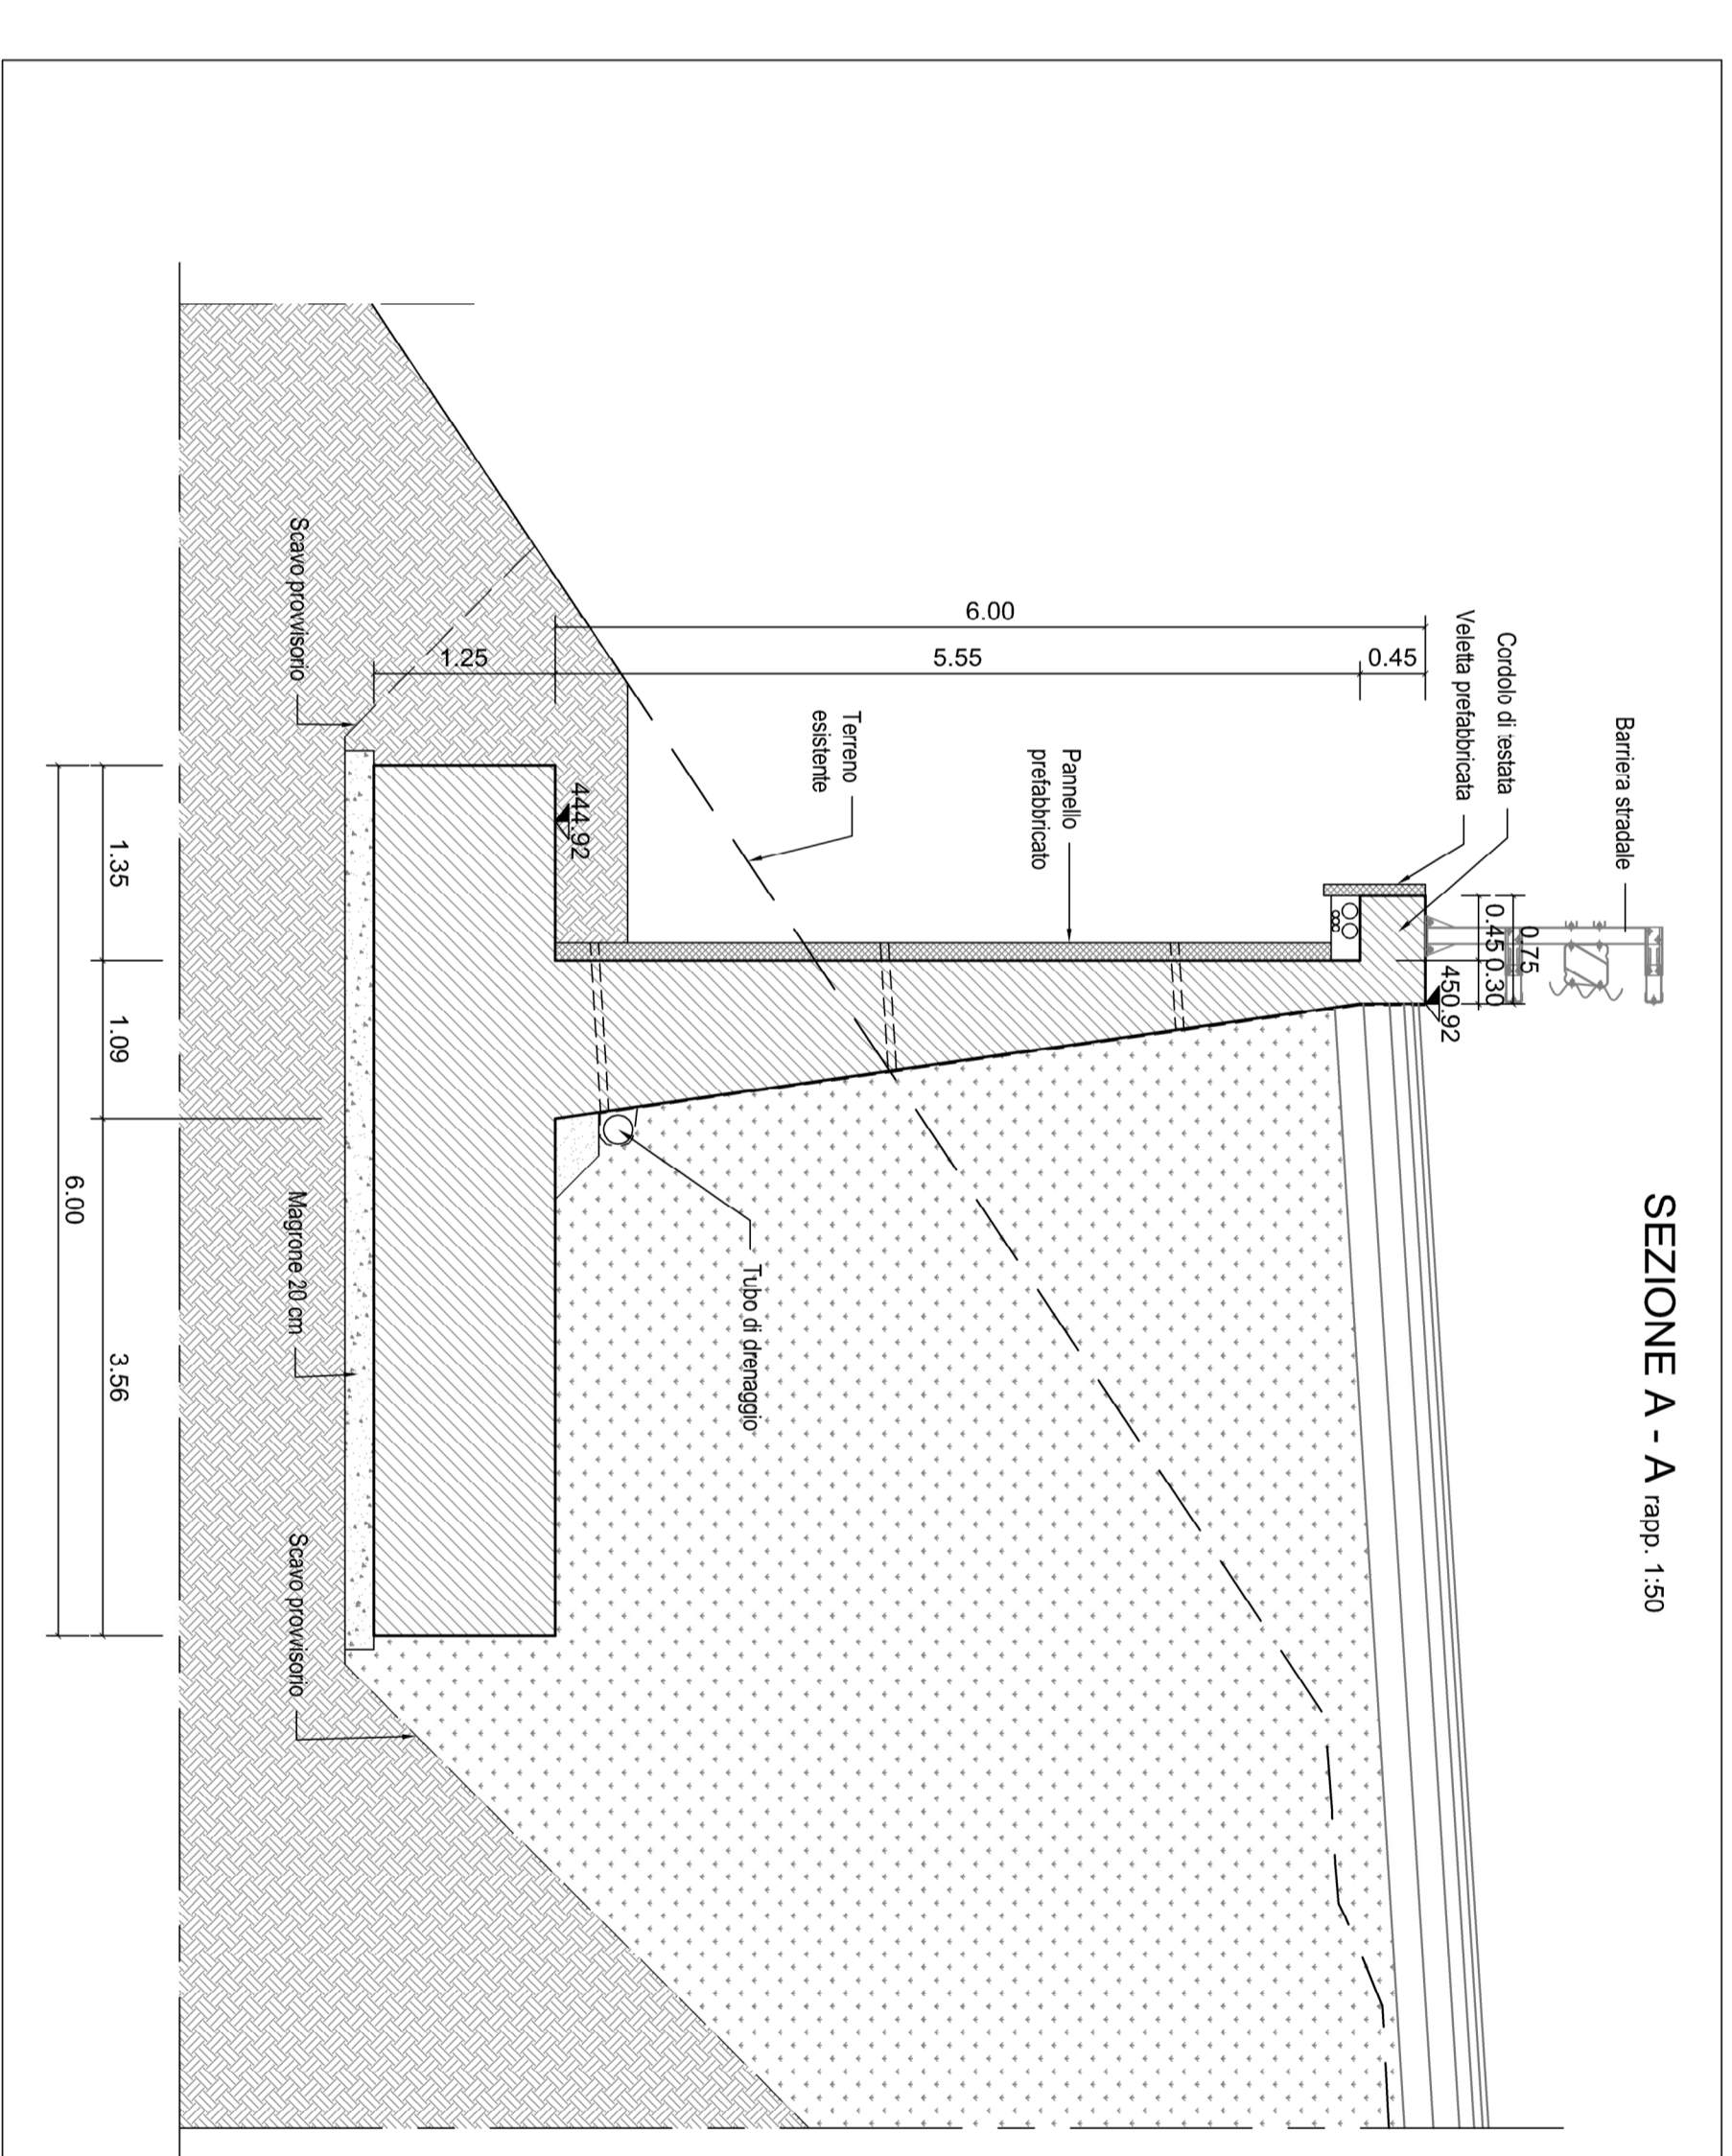 SEZIONE A - A rapp. 1:50
Barriera stradale
Cordolo di testata
Veletta prefabbricata
0.75
0.45
0.30
450.92
6.00
0.45
5.55
1.25
Pannello
prefabbricato
Terreno
esistente
444.92
Tubo di drenaggio
Scavo provvisorio
Magrone 20 cm
Scavo provvisorio
1.35
1.09
3.56
6.00